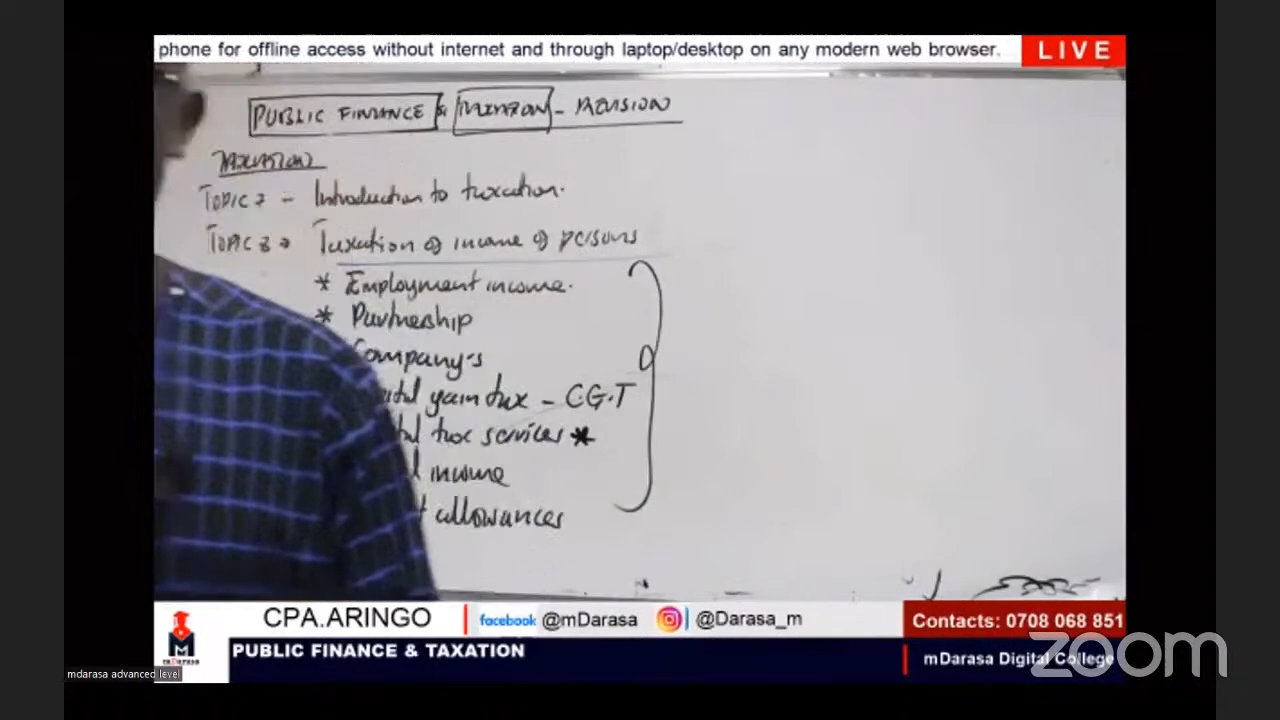 phone for offline access without internet and through laptop/desktop on any modern web browser.
LIVE
PUBLIC FINANCE & TAXATION - REVISION
TAXATION
TOPIC 7 - Introduction to taxation.
TOPIC 8 Taxation of income of persons
* Employment income.
* Partnership
Company's
gain tax - C.G.T
tax services *
income
allowances
CPA.ARINGO
facebook @mDarasa
@Darasa_m
Contacts: 0708 068 851
mDarasa
PUBLIC FINANCE & TAXATION
mDarasa Digital College
zoom
mdarasa advanced level